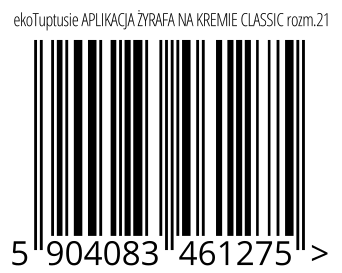 ekoTuptusie APLIKACJA ŻYRAFA NA KREMIE CLASSIC rozm.21
5 904083 461275 >